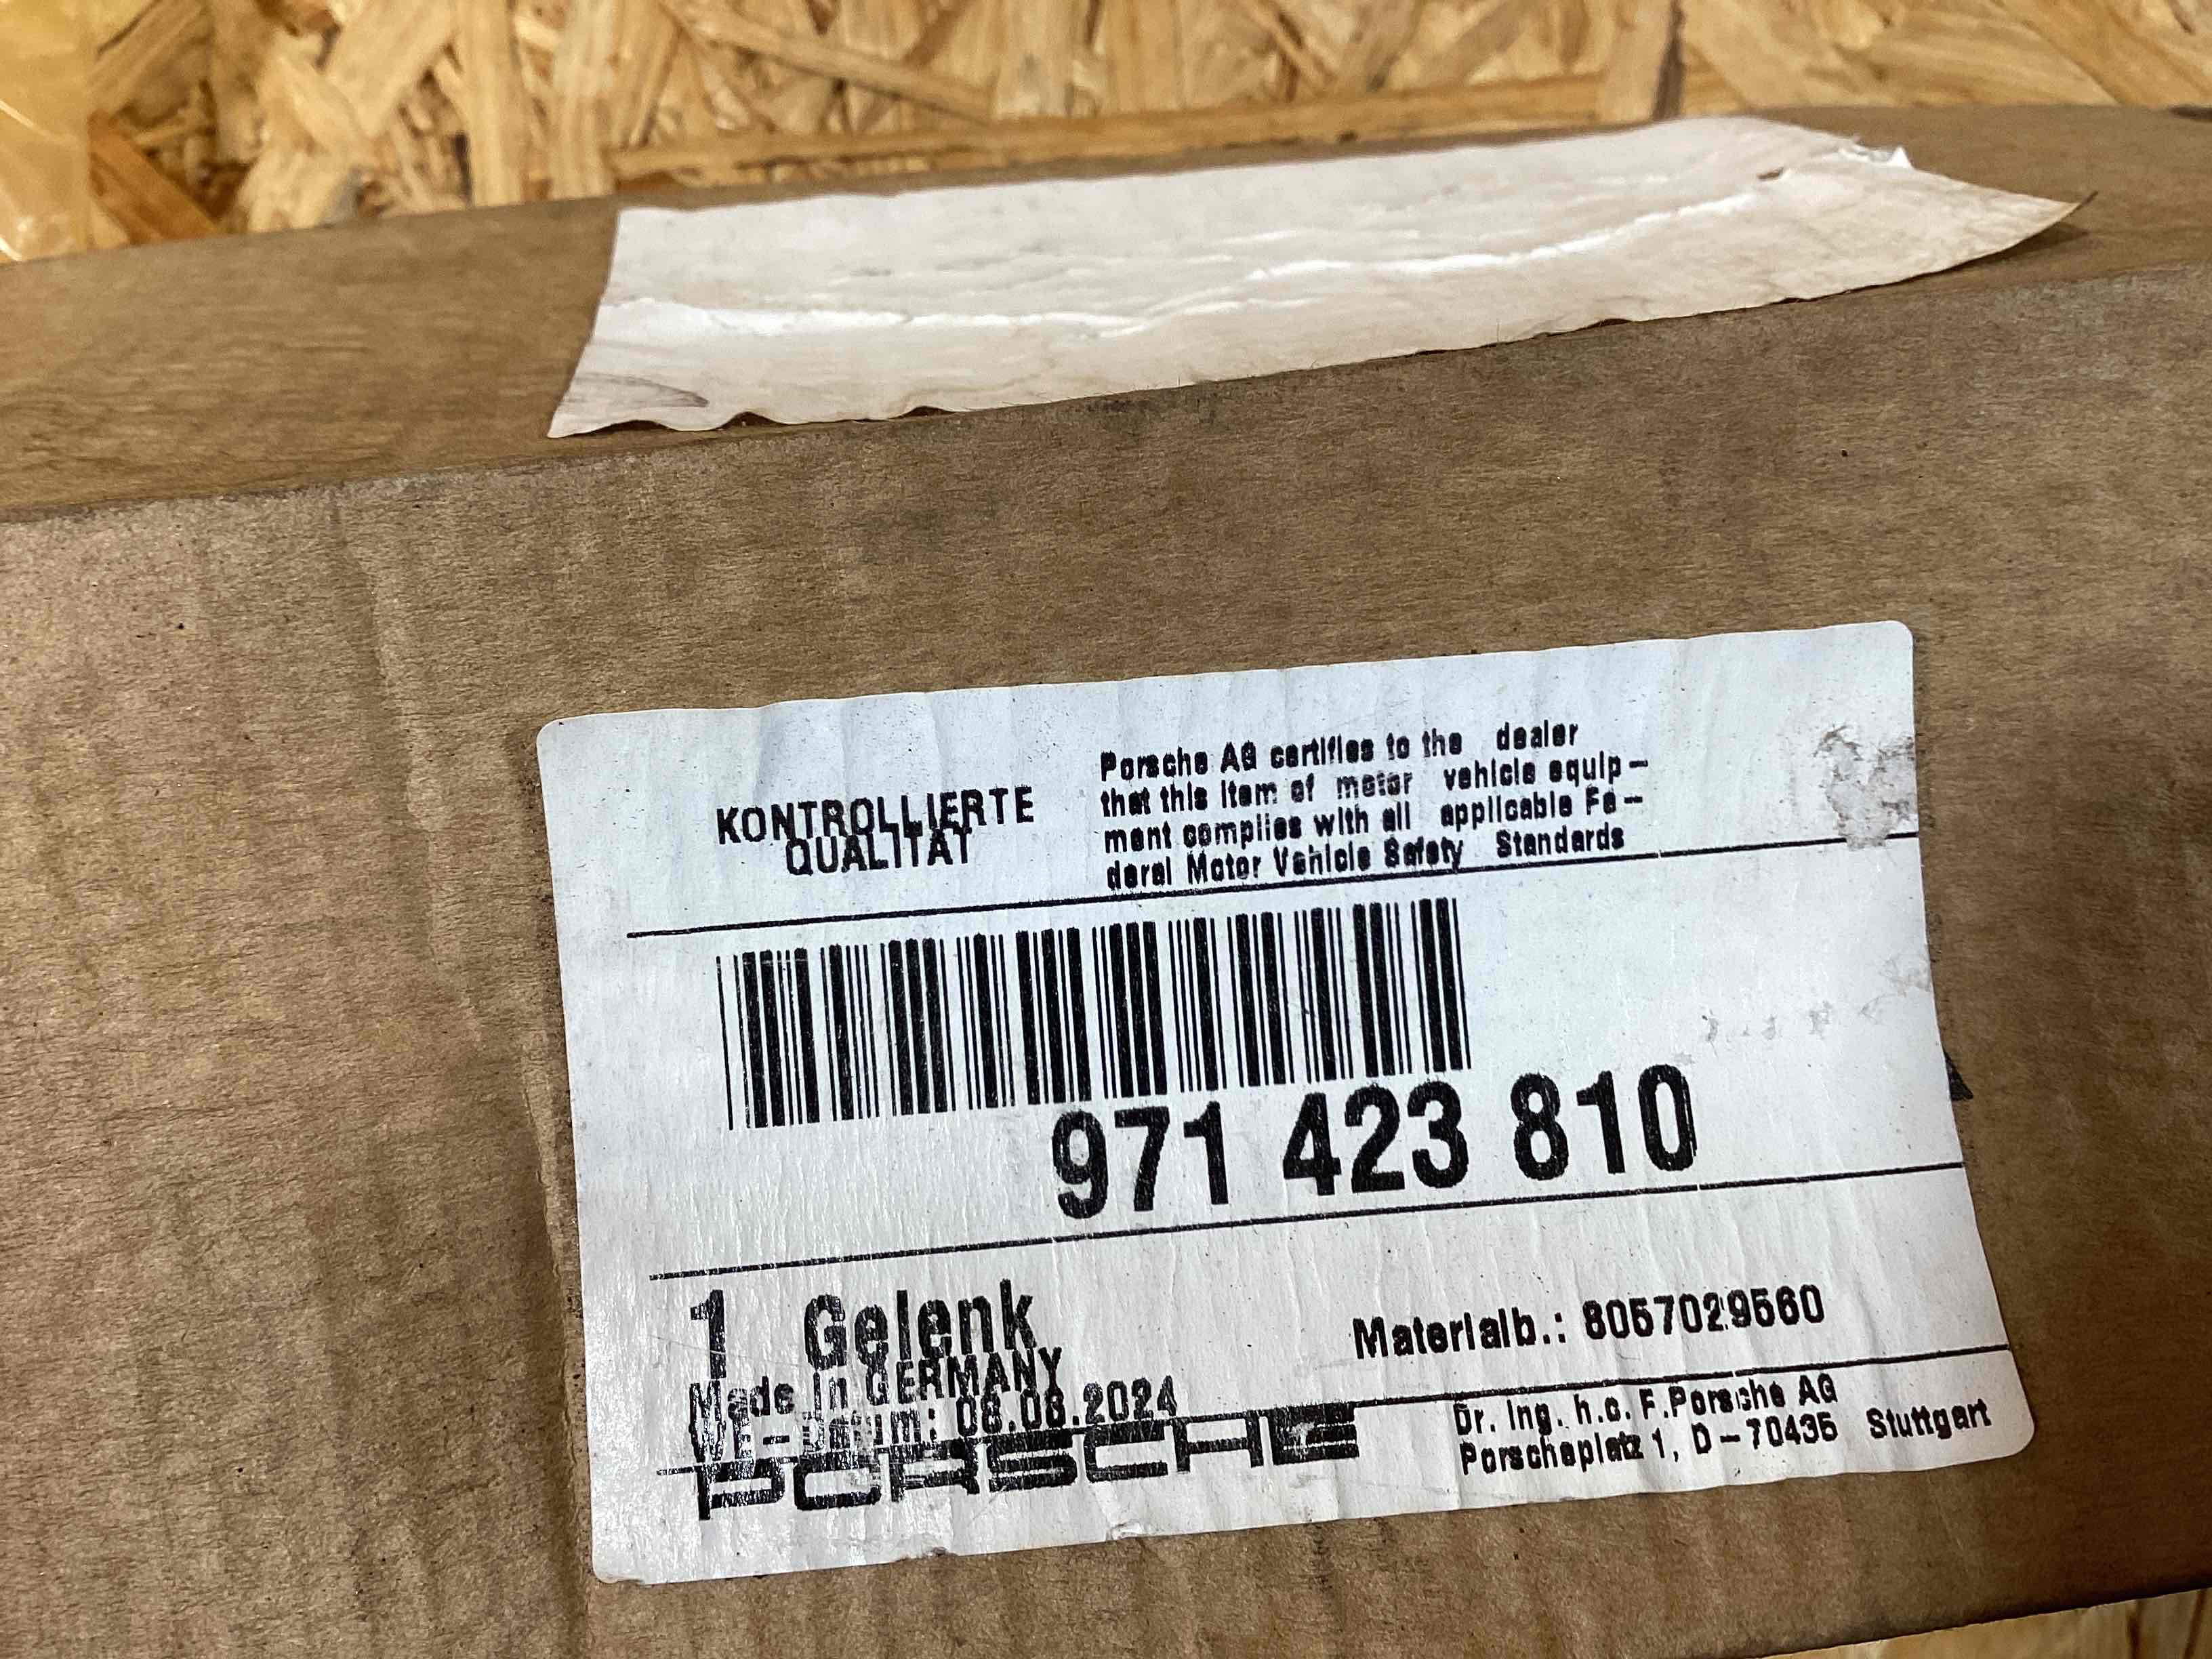 KONTROLLIERTE
QUALITÄT
Porsche AG certifies to the dealer
that this item of motor vehicle equip-
ment complies with all applicable Fe-
deral Motor Vehicle Safety Standards
971 423 810
1 Gelenk
Made in GERMANY
WE-Datum: 08.08.2024
Materialb.: 8057029560
PORSCHE
Dr. Ing. h.c. F.Porsche AG
Porscheplatz 1, D-70435 Stuttgart